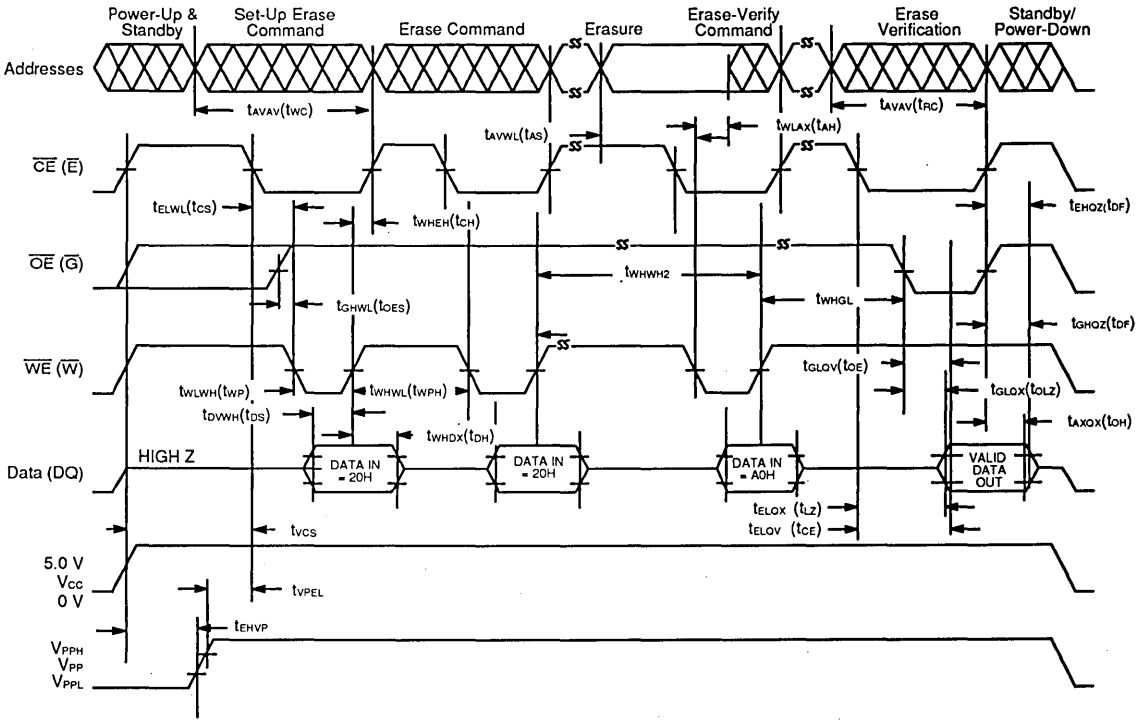 Power-Up & Standby
Set-Up Erase Command
Erase Command
Erasure
Erase-Verify Command
Erase Verification
Standby/ Power-Down
Addresses
tAVAV(tWC)
tAVWL(tAS)
tWLAX(tAH)
tAVAV(tRC)
CE (E)
tELWL(tCS)
tWHEH(tCH)
tEHQZ(tDF)
OE (G)
tWHWH2
tWHGL
tGHWL(tOES)
tGHQZ(tDF)
WE (W)
tGLQV(tOE)
tWLWH(tWP)
tWHWL(tWPH)
tGLQX(tOLZ)
tDVWH(tDS)
tWHDX(tDH)
tAXQX(tOH)
Data (DQ)
HIGH Z
DATA IN
= 20H
DATA IN
= 20H
DATA IN
= A0H
VALID
DATA
OUT
tELQX (tLZ)
tVCS
tELQV (tCE)
5.0 V
VCC
0 V
tVPEL
tEHVP
VPPH
VPP
VPPL